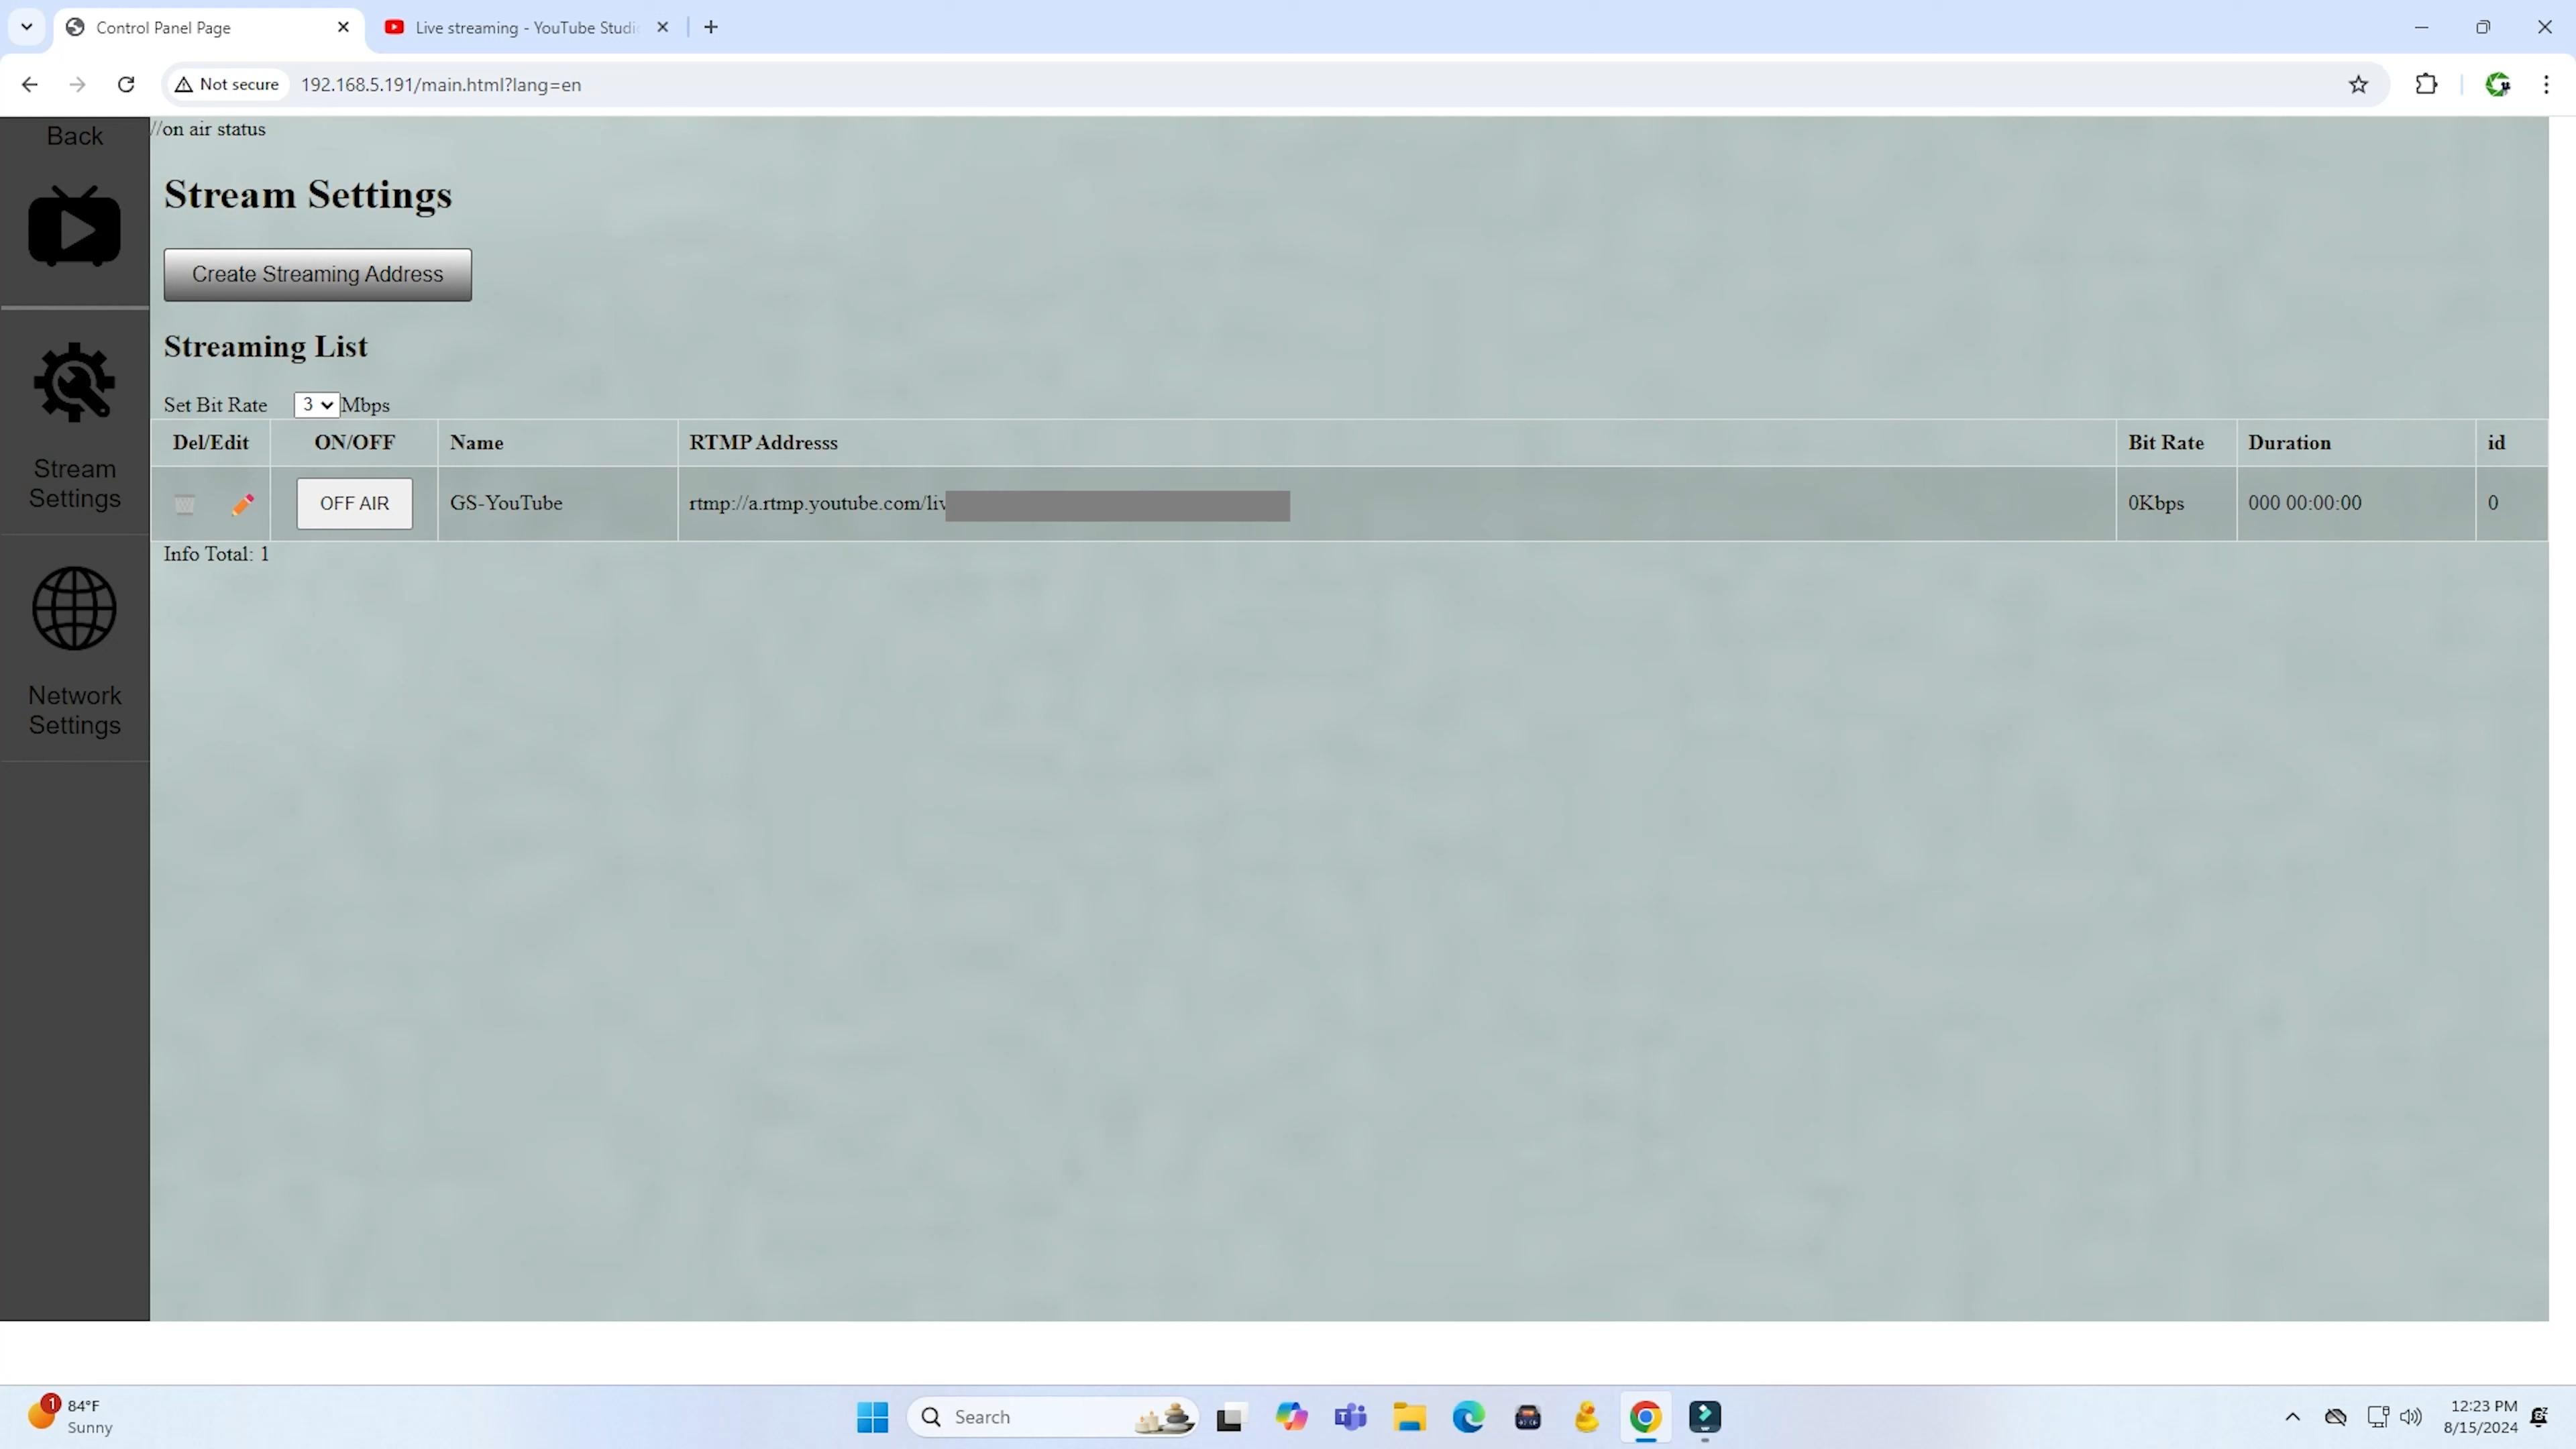 Control Panel Page
Live streaming - YouTube Studi
Not secure
192.168.5.191/main.html?lang=en
Back
Stream
Settings
Network
Settings
//on air status
Stream Settings
Create Streaming Address
Streaming List
Set Bit Rate 3 Mbps
Del/Edit ON/OFF Name RTMP Addresss Bit Rate Duration id
OFF AIR GS-YouTube rtmp://a.rtmp.youtube.com/liv 0Kbps 000 00:00:00 0
Info Total: 1
1
84°F
Sunny
Search
12:23 PM
8/15/2024